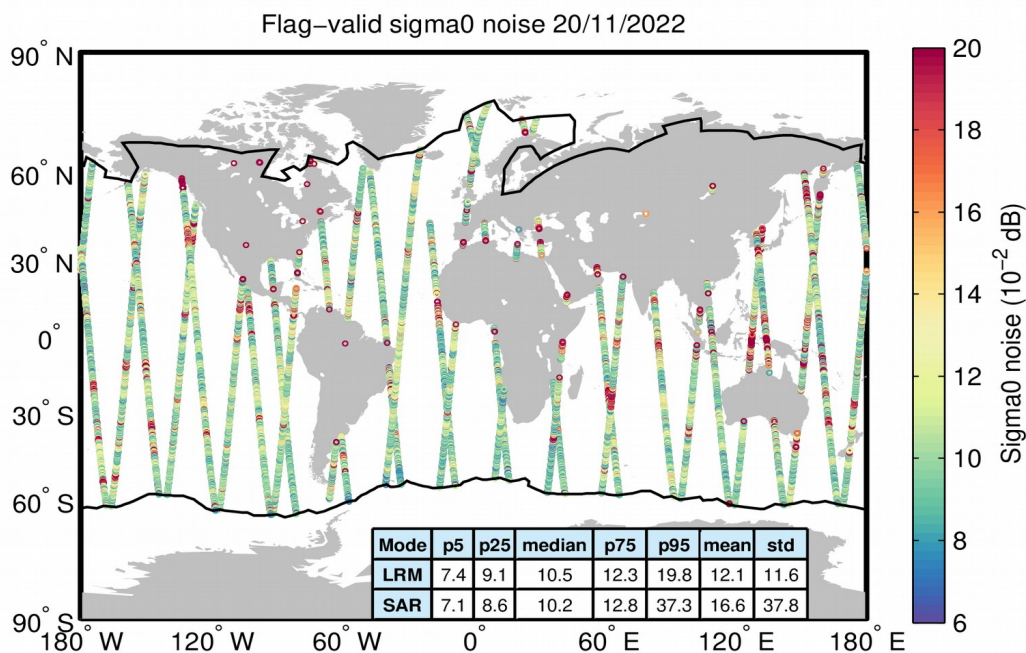 Flag−valid sigma0 noise 20/11/2022
90° N
60° N
30° N
0°
30° S
60° S
90° S
180° W
120° W
60° W
0°
60° E
120° E
180° E
Mode p5 p25 median p75 p95 mean std
LRM 7.4 9.1 10.5 12.3 19.8 12.1 11.6
SAR 7.1 8.6 10.2 12.8 37.3 16.6 37.8
20
18
16
14
12
10
8
6
Sigma0 noise (10−2 dB)